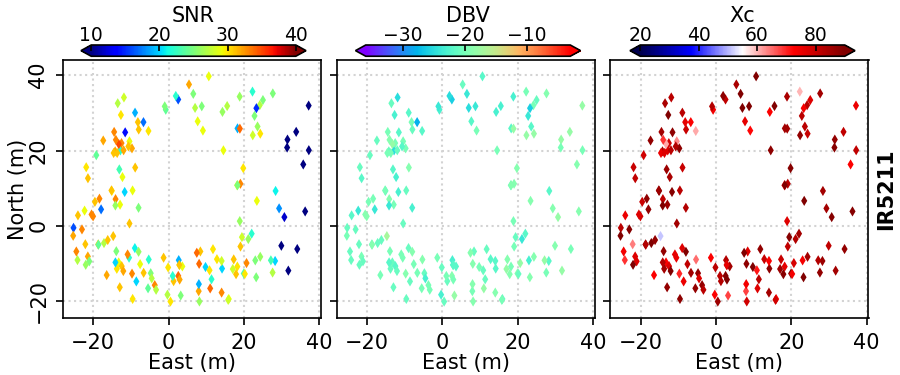 SNR DBV Xc
10 20 30 40 −30 −20 −10 20 40 60 80
40
20
0
−20
North (m)
IR5211
−20 0 20 40 −20 0 20 40 −20 0 20 40
East (m) East (m) East (m)